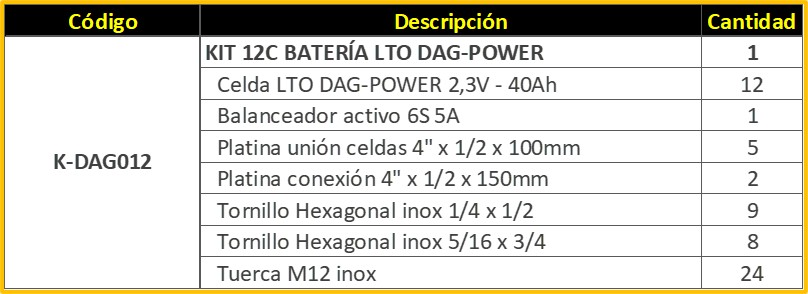 Código Descripción Cantidad
KIT 12C BATERÍA LTO DAG-POWER 1
Celda LTO DAG-POWER 2,3V - 40Ah 12
Balanceador activo 6S 5A 1
K-DAG012
Platina unión celdas 4" x 1/2 x 100mm 5
Platina conexión 4" x 1/2 x 150mm 2
Tornillo Hexagonal inox 1/4 x 1/2 9
Tornillo Hexagonal inox 5/16 x 3/4 8
Tuerca M12 inox 24